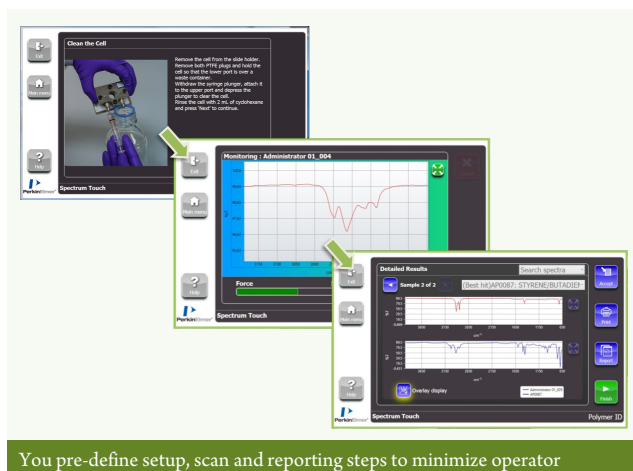 Clean the Cell
Exit
Remove the cell from the slide holder.
Remove both PTFE plugs and hold the
cell so that the lower port is over a
waste container.
Withdraw the syringe plunger, attach it
to the upper port and depress the
plunger to clear the cell.
Rinse the cell with 2 mL of cyclohexane
and press 'Next' to continue.
Main menu
Help
PerkinElmer
Spectrum Touch
Monitoring : Administrator 01_004
Exit
%T
Main menu
Force
Help
PerkinElmer
Spectrum Touch
Detailed Results
Search spectra
Exit
Sample 2 of 2
(Best hit)AP0087: STYRENE/BUTADIE
Accept
%T
Main menu
cm-1
Print
%T
Report
cm-1
Help
Overlay display
Administrator 01_005
AP0087
Finish
PerkinElmer
Spectrum Touch
Polymer ID
You pre-define setup, scan and reporting steps to minimize operator